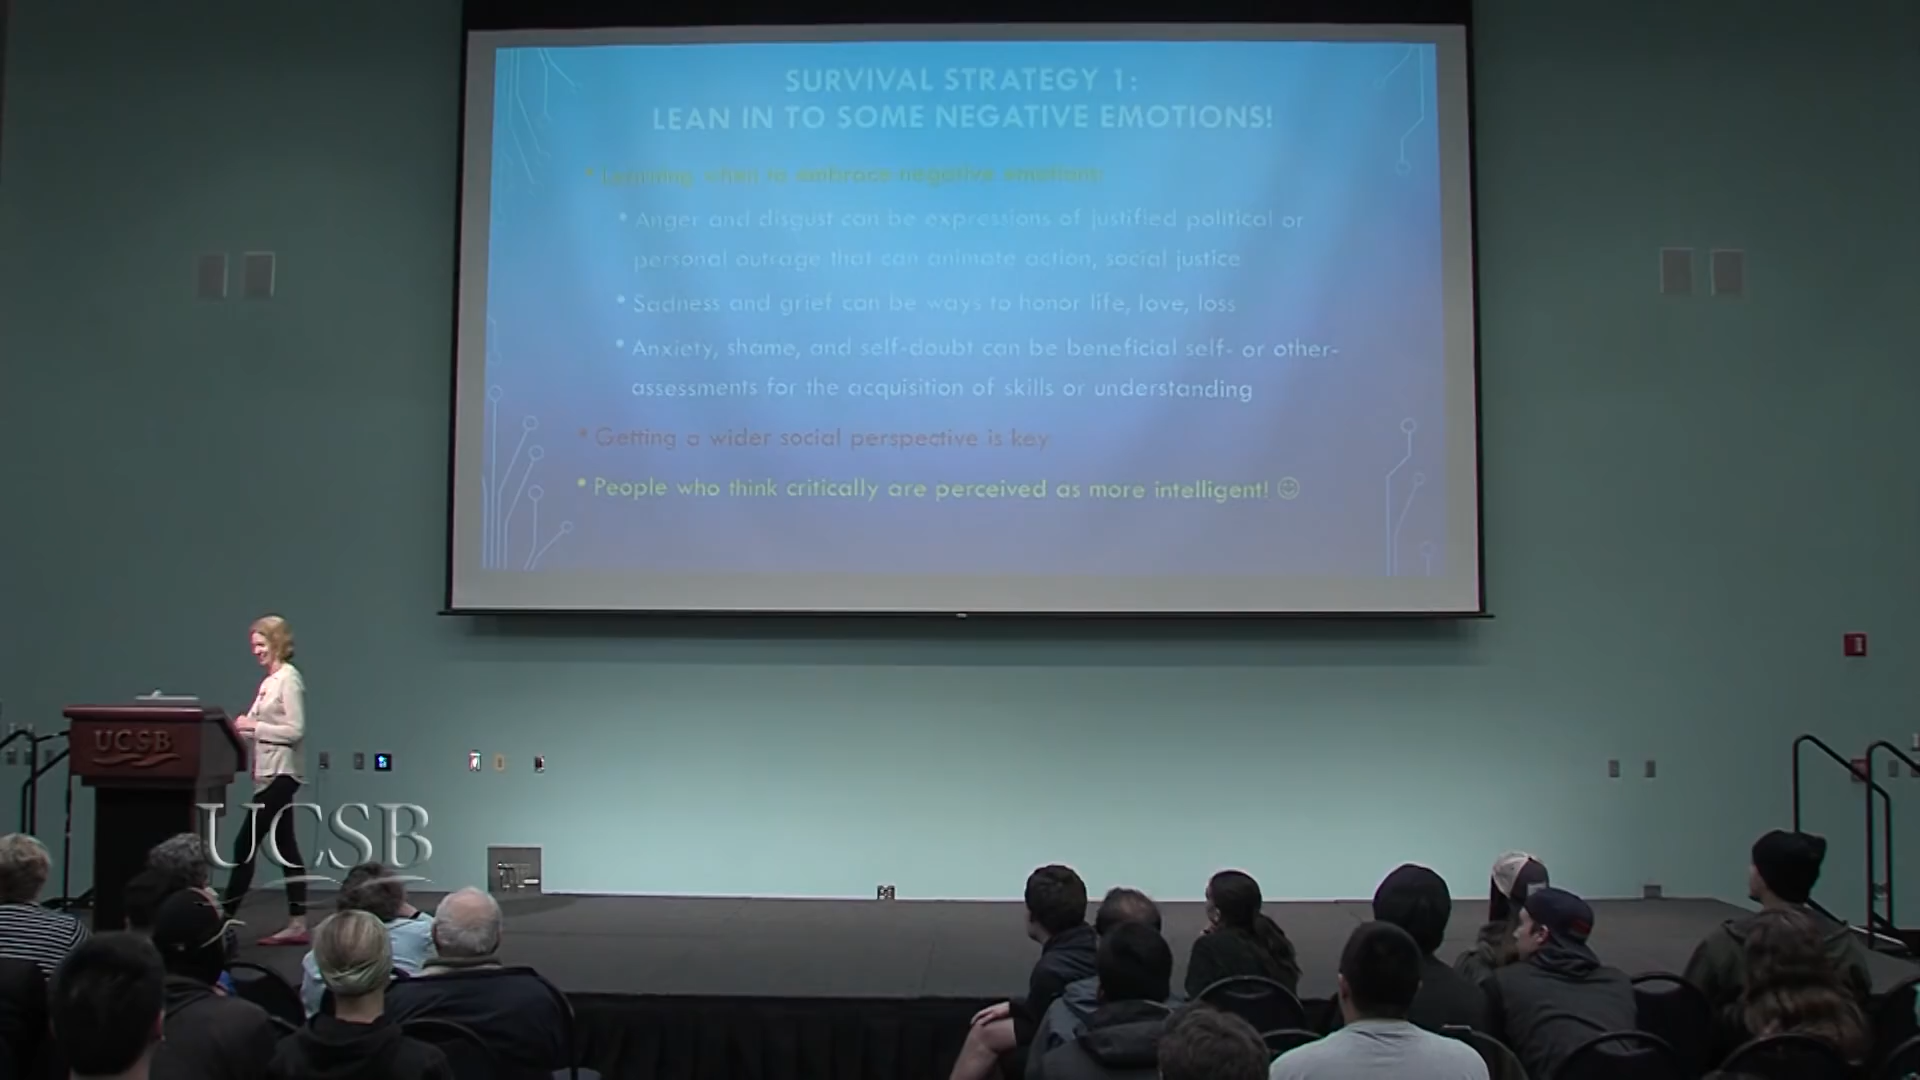 SURVIVAL STRATEGY 1:
LEAN IN TO SOME NEGATIVE EMOTIONS!
• Learning when to embrace negative emotions:
• Anger and disgust can be expressions of justified political or
personal outrage that can animate action, social justice
• Sadness and grief can be ways to honor life, love, loss
• Anxiety, shame, and self-doubt can be beneficial self- or other-
assessments for the acquisition of skills or understanding
• Getting a wider social perspective is key
• People who think critically are perceived as more intelligent! ☺
UCSB
UCSB